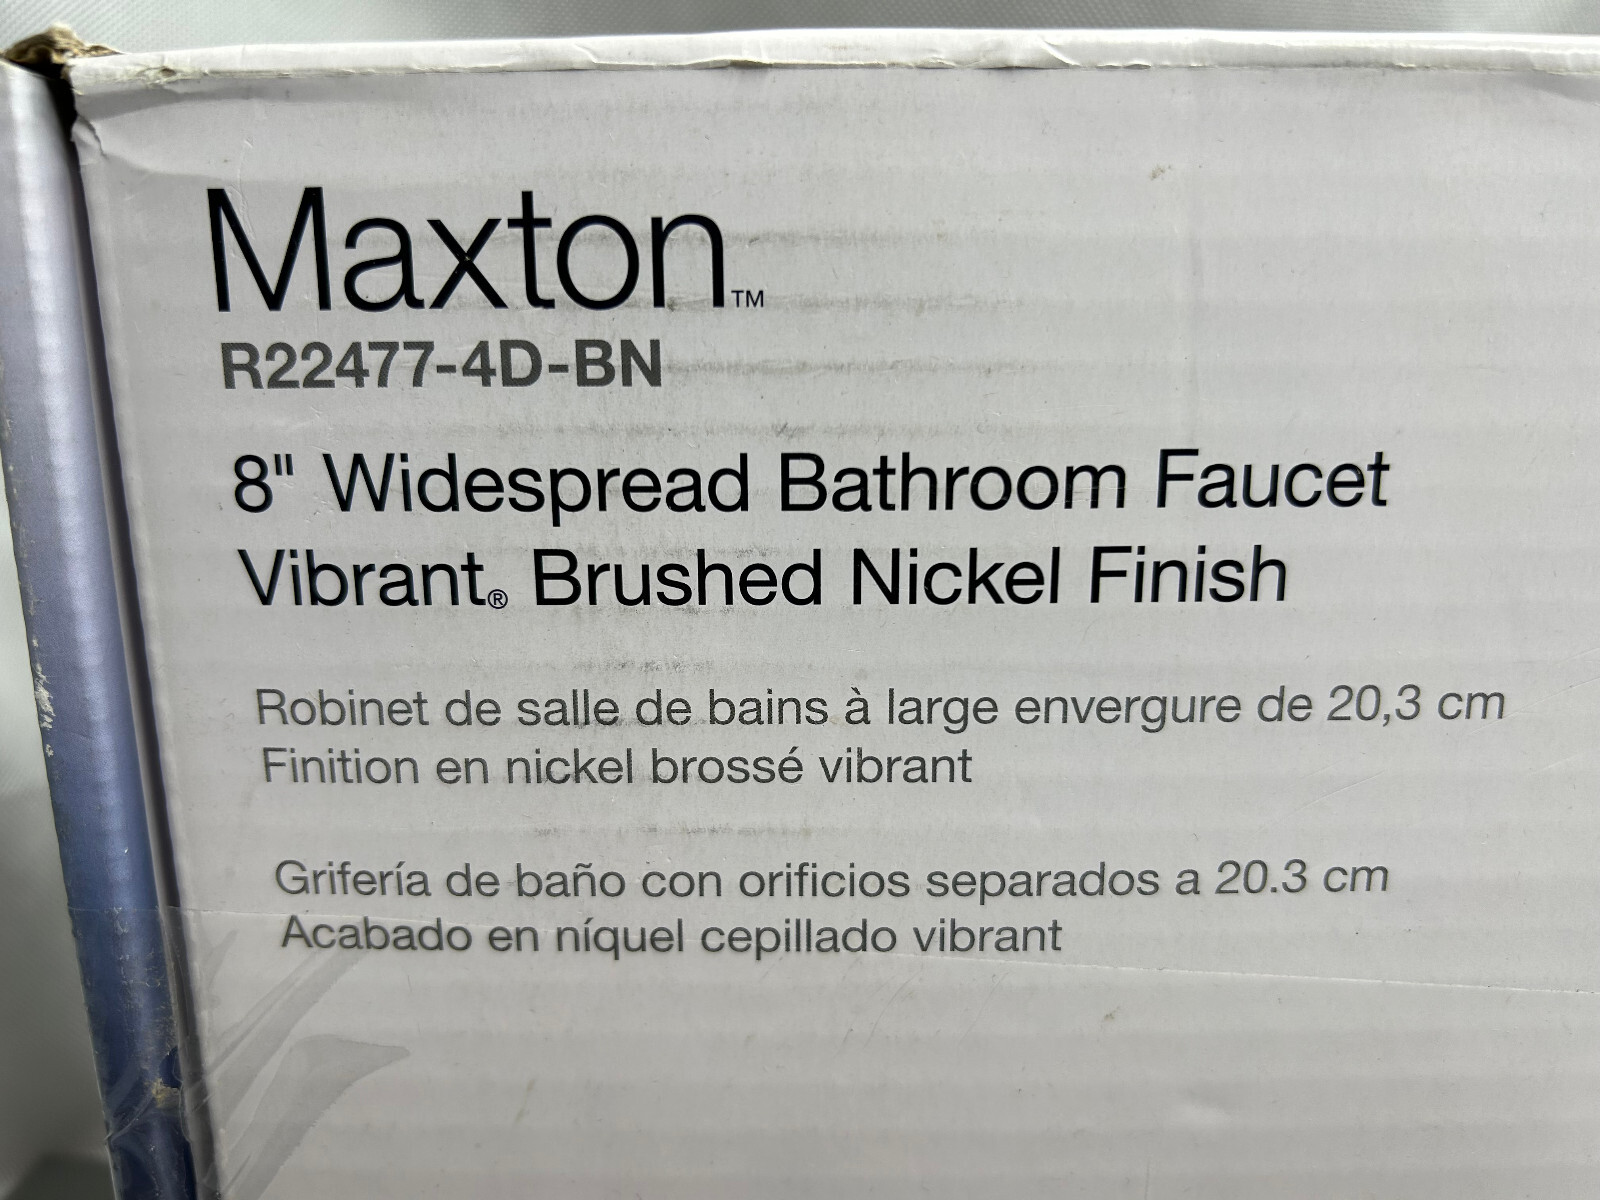 Maxton™
R22477-4D-BN
8" Widespread Bathroom Faucet
Vibrant® Brushed Nickel Finish
Robinet de salle de bains à large envergure de 20,3 cm
Finition en nickel brossé vibrant
Grifería de baño con orificios separados a 20.3 cm
Acabado en níquel cepillado vibrant